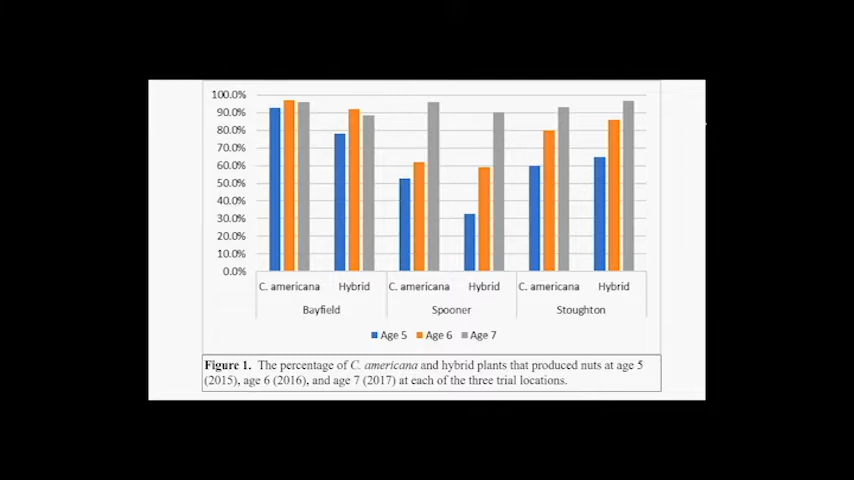 100.0%
90.0%
80.0%
70.0%
60.0%
50.0%
40.0%
30.0%
20.0%
10.0%
0.0%
C. americana Hybrid C. americana Hybrid C. americana Hybrid
Bayfield Spooner Stoughton
Age 5 Age 6 Age 7
Figure 1. The percentage of C. americana and hybrid plants that produced nuts at age 5
(2015), age 6 (2016), and age 7 (2017) at each of the three trial locations.